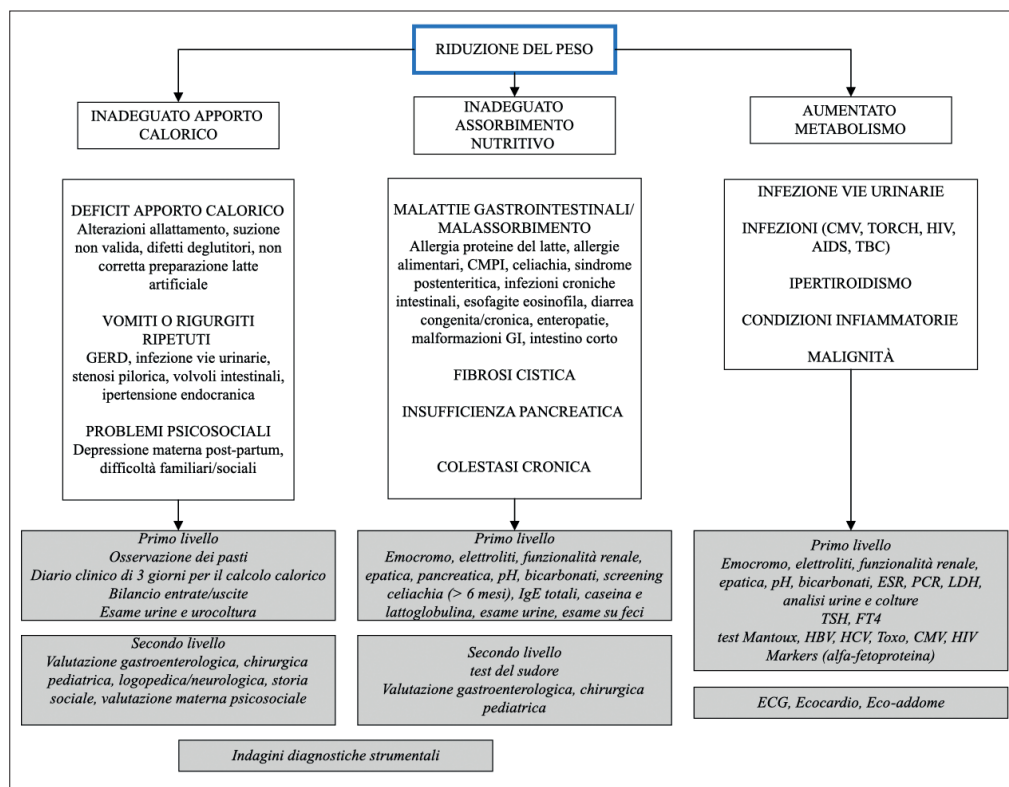 RIDUZIONE DEL PESO
INADEGUATO APPORTO
CALORICO
INADEGUATO
ASSORBIMENTO
NUTRITIVO
AUMENTATO
METABOLISMO
DEFICIT APPORTO CALORICO
Alterazioni allattamento, suzione
non valida, difetti deglutitori, non
corretta preparazione latte
artificiale
VOMITI O RIGURGITI
RIPETUTI
GERD, infezione vie urinarie,
stenosi pilorica, volvoli intestinali,
ipertensione endocranica
PROBLEMI PSICOSOCIALI
Depressione materna post-partum,
difficoltà familiari/sociali
MALATTIE GASTROINTESTINALI/
MALASSORBIMENTO
Allergia proteine del latte, allergie
alimentari, CMPI, celiachia, sindrome
postenteritica, infezioni croniche
intestinali, esofagite eosinofila, diarrea
congenita/cronica, enteropatie,
malformazioni GI, intestino corto
FIBROSI CISTICA
INSUFFICIENZA PANCREATICA
COLESTASI CRONICA
INFEZIONE VIE URINARIE
INFEZIONI (CMV, TORCH, HIV,
AIDS, TBC)
IPERTIROIDISMO
CONDIZIONI INFIAMMATORIE
MALIGNITÀ
Primo livello
Osservazione dei pasti
Diario clinico di 3 giorni per il calcolo calorico
Bilancio entrate/uscite
Esame urine e urocoltura
Primo livello
Emocromo, elettroliti, funzionalità renale,
epatica, pancreatica, pH, bicarbonati, screening
celiachia (> 6 mesi), IgE totali, caseina e
lattoglobulina, esame urine, esame su feci
Primo livello
Emocromo, elettroliti, funzionalità renale,
epatica, pH, bicarbonati, ESR, PCR, LDH,
analisi urine e colture
TSH, FT4
test Mantoux, HBV, HCV, Toxo, CMV, HIV
Markers (alfa-fetoproteina)
Secondo livello
Valutazione gastroenterologica, chirurgica
pediatrica, logopedica/neurologica, storia
sociale, valutazione materna psicosociale
Secondo livello
test del sudore
Valutazione gastroenterologica, chirurgica
pediatrica
ECG, Ecocardio, Eco-addome
Indagini diagnostiche strumentali